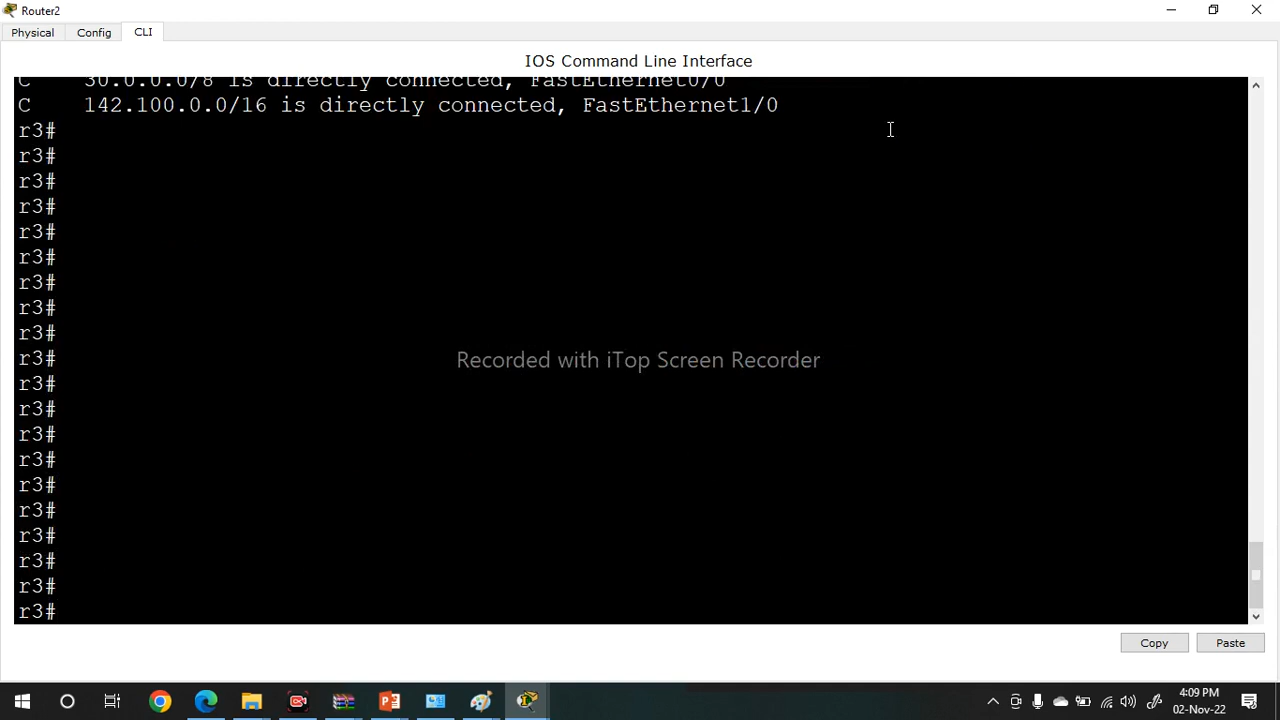 Router2
Physical Config CLI
IOS Command Line Interface
C    30.0.0.0/8 is directly connected, FastEthernet0/0
C    142.100.0.0/16 is directly connected, FastEthernet1/0
r3#
r3#
r3#
r3#
r3#
r3#
r3#
r3#
r3#
r3#
Recorded with iTop Screen Recorder
r3#
r3#
r3#
r3#
r3#
r3#
r3#
r3#
r3#
r3#
Copy Paste
4:09 PM
02-Nov-22